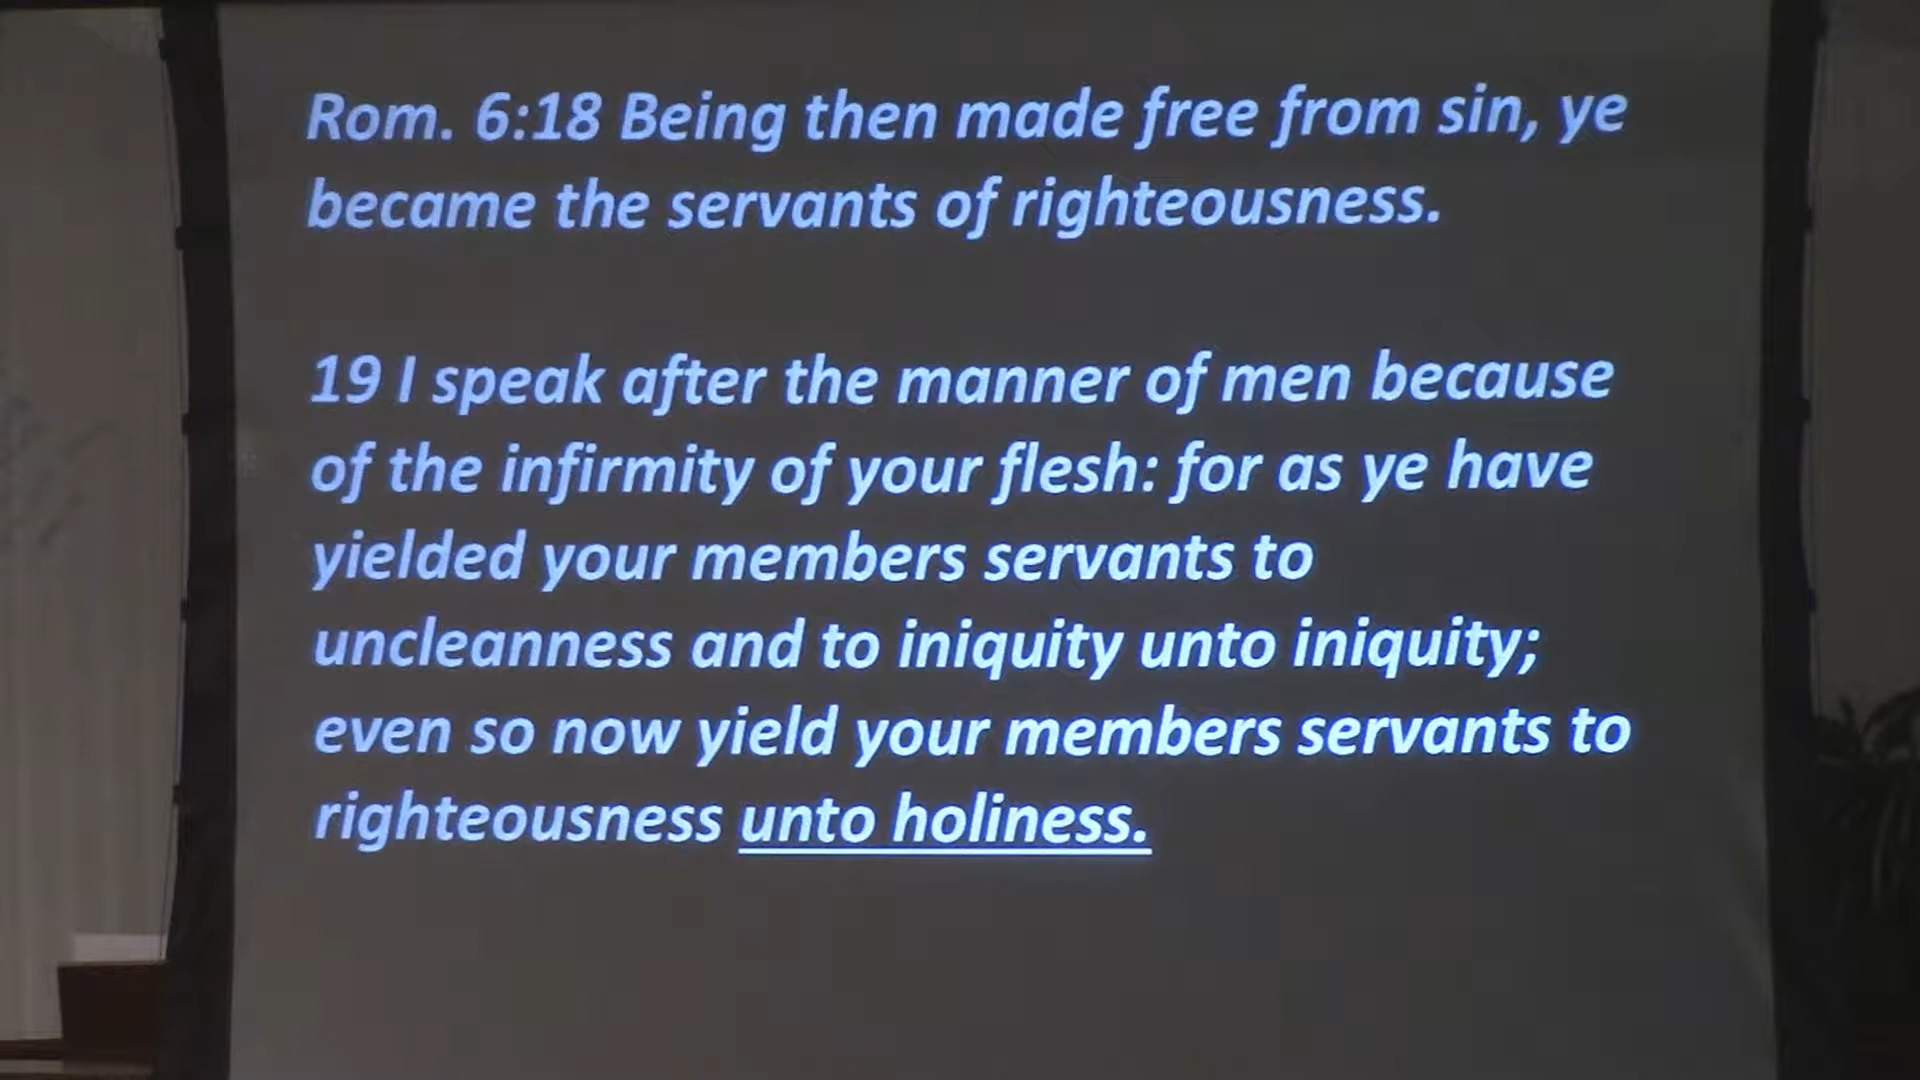 Rom. 6:18 Being then made free from sin, ye
became the servants of righteousness.
19 I speak after the manner of men because
of the infirmity of your flesh: for as ye have
yielded your members servants to
uncleanness and to iniquity unto iniquity;
even so now yield your members servants to
righteousness unto holiness.